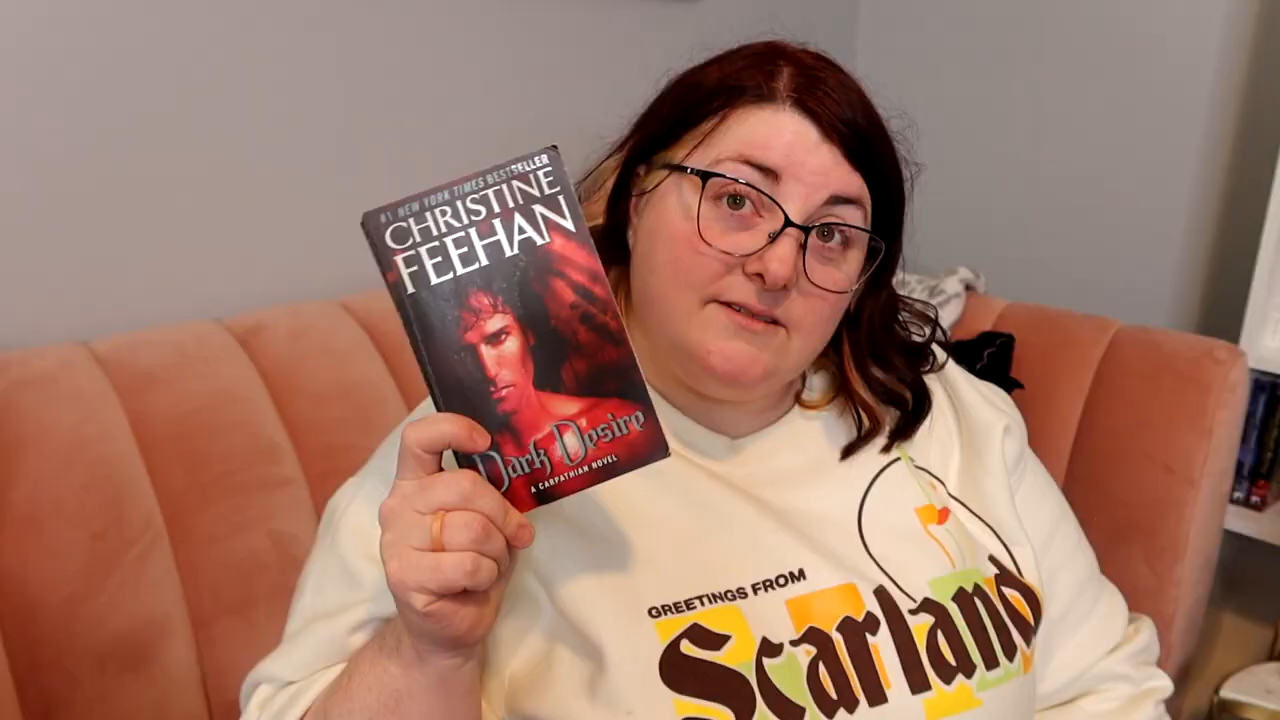 #1 NEW YORK TIMES BESTSELLER
CHRISTINE
FEEHAN
Dark Desire
A CARPATHIAN NOVEL
GREETINGS FROM
Scarland